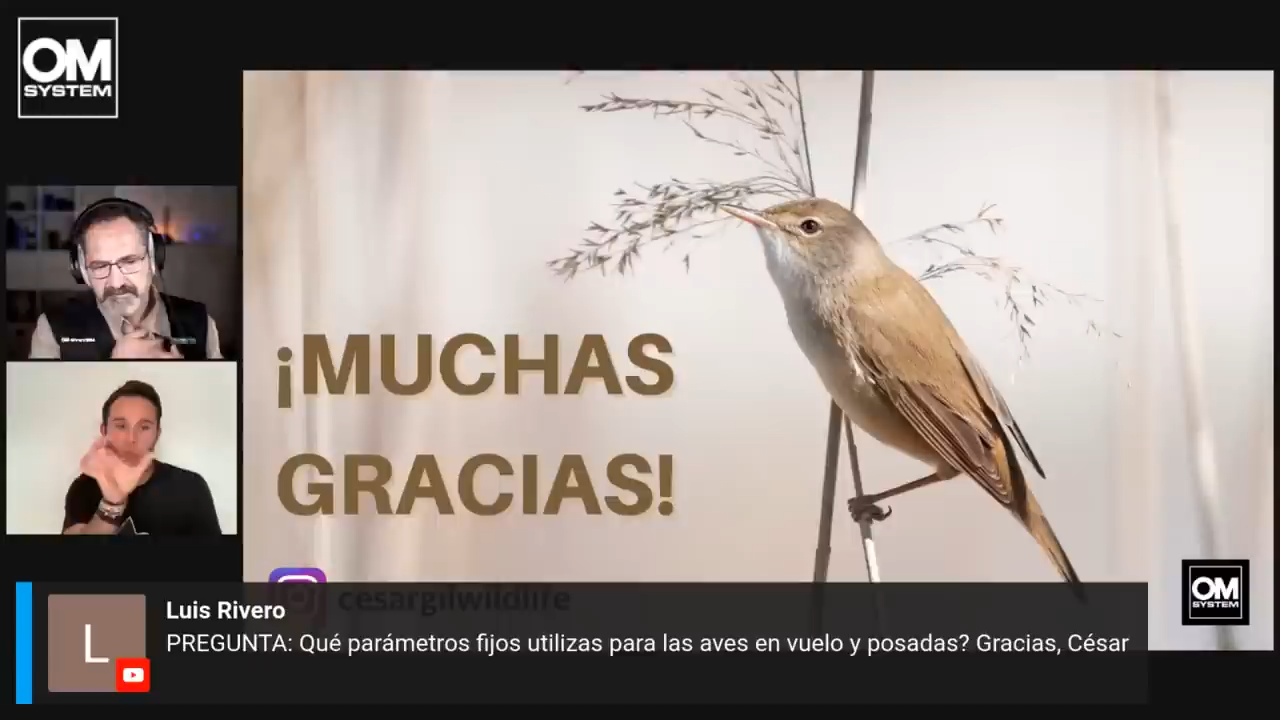 OM
SYSTEM
¡MUCHAS
GRACIAS!
cesargilwildlife
OM
SYSTEM
L
Luis Rivero
PREGUNTA: Qué parámetros fijos utilizas para las aves en vuelo y posadas? Gracias, César